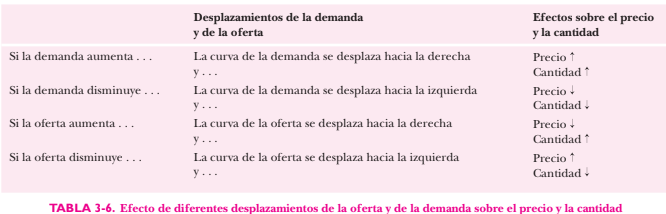 Desplazamientos de la demanda Efectos sobre el precio
y de la oferta y la cantidad
Si la demanda aumenta . . . La curva de la demanda se desplaza hacia la derecha Precio ↑
y . . . Cantidad ↑
Si la demanda disminuye . . . La curva de la demanda se desplaza hacia la izquierda Precio ↓
y . . . Cantidad ↓
Si la oferta aumenta . . . La curva de la oferta se desplaza hacia la derecha Precio ↓
y . . . Cantidad ↑
Si la oferta disminuye . . . La curva de la oferta se desplaza hacia la izquierda Precio ↑
y . . . Cantidad ↓
TABLA 3-6. Efecto de diferentes desplazamientos de la oferta y de la demanda sobre el precio y la cantidad